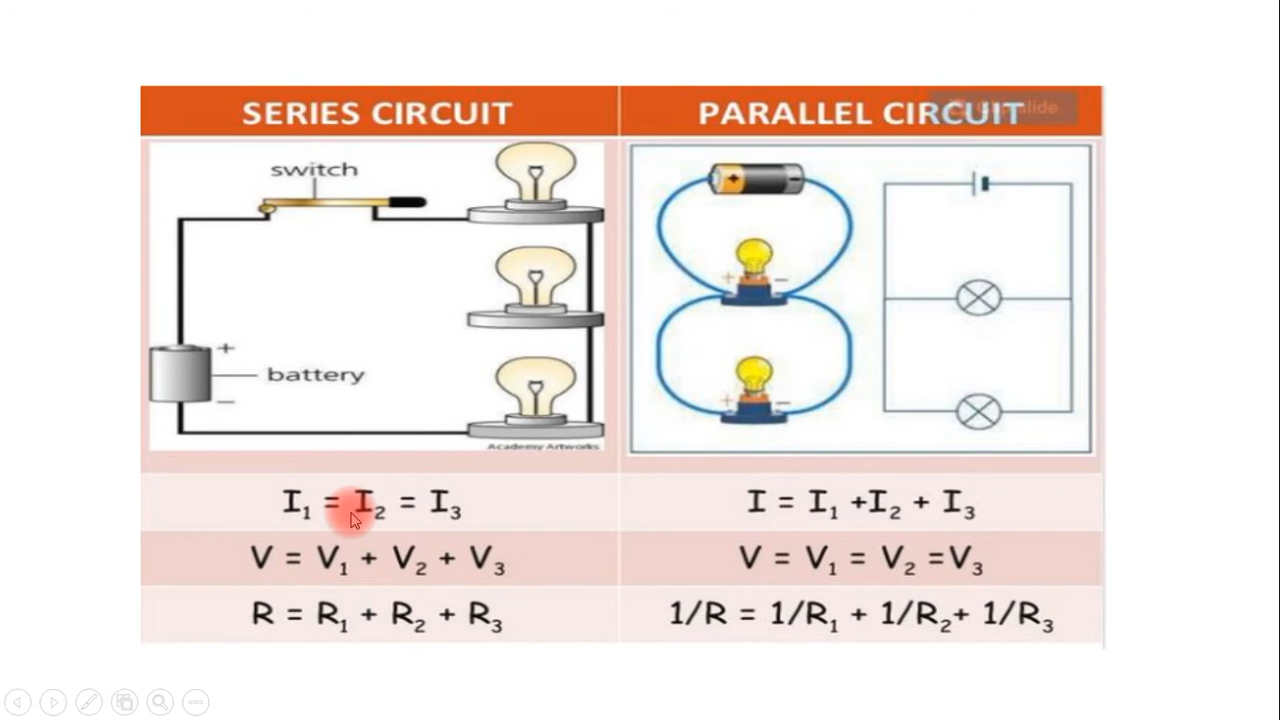 SERIES CIRCUIT
PARALLEL CIRCUIT
switch
+
battery
−
Academy Artworks
+ −
+ −
+ −
I₁ = I₂ = I₃
I = I₁ +I₂ + I₃
V = V₁ + V₂ + V₃
V = V₁ = V₂ =V₃
R = R₁ + R₂ + R₃
1/R = 1/R₁ + 1/R₂+ 1/R₃